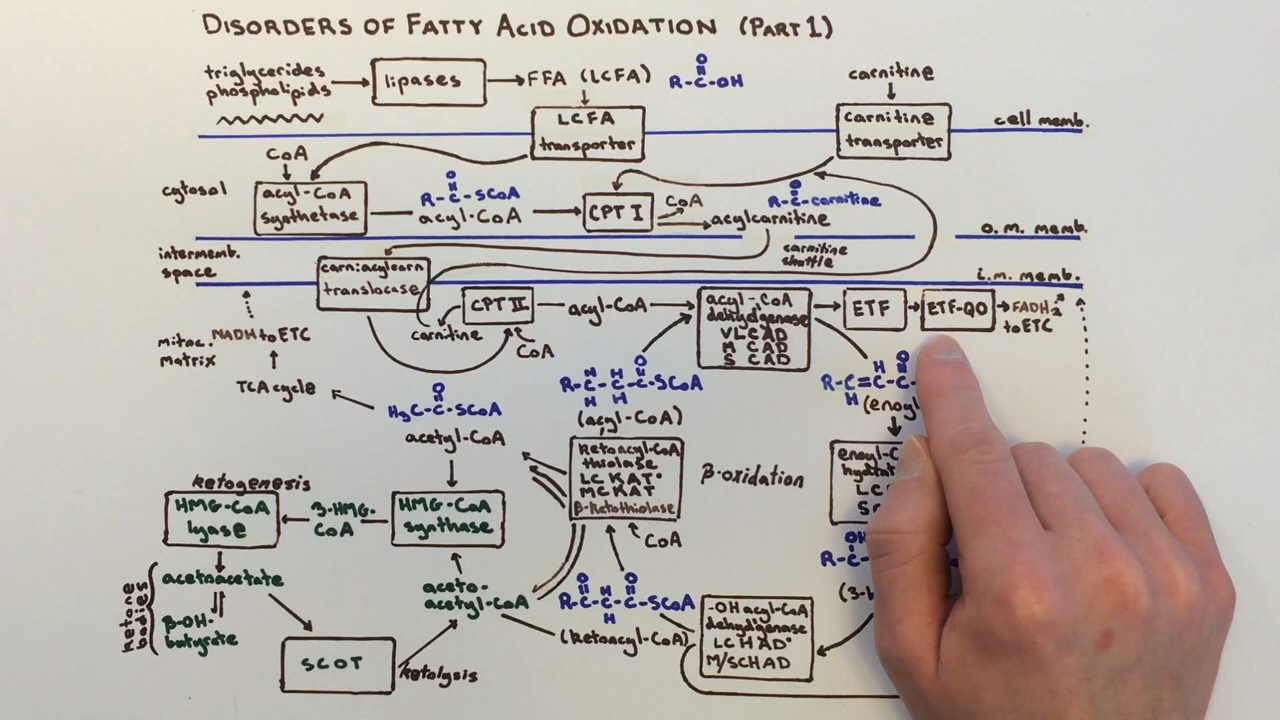 DISORDERS OF FATTY ACID OXIDATION (PART 1)
triglycerides
phospholipids
lipases
FFA (LCFA)
O
R-C-OH
carnitine
LCFA
transporter
carnitine
transporter
cell memb.
CoA
cytosol
acyl-CoA
synthetase
O
R-C-SCoA
acyl-CoA
CPT I
CoA
acylcarnitine
O
R-C-carnitine
o.m. memb.
intermemb.
space
carnitine
shuttle
i.m. memb.
translocase
CPT II
acyl-CoA
carnitine
CoA
acyl-CoA
VLCAD
MCAD
SCAD
ETF
ETF-QO
FADH2
to ETC
mitoc.
matrix
NADH to ETC
TCA cycle
O
H3C-C-SCoA
acetyl-CoA
H H O
R-C-C-C-SCoA
H H
(acyl-CoA)
H O
R-C=C-C
H
(enoyl
ketoacyl-CoA
thiolase
LCKAT*
MCKAT
β-Ketothiolase
β-oxidation
enoyl-C
CoA
ketogenesis
HMG-CoA
lyase
3-HMG-
CoA
HMG-CoA
synthase
OH
R-C
ketone
bodies
acetoacetate
β-OH-
butyrate
SCOT
ketolysis
aceto-
acetyl-CoA
O H O
R-C-C-C-SCoA
H
(ketoacyl-CoA)
-OHacyl-CoA
LCHAD*
M/SCHAD